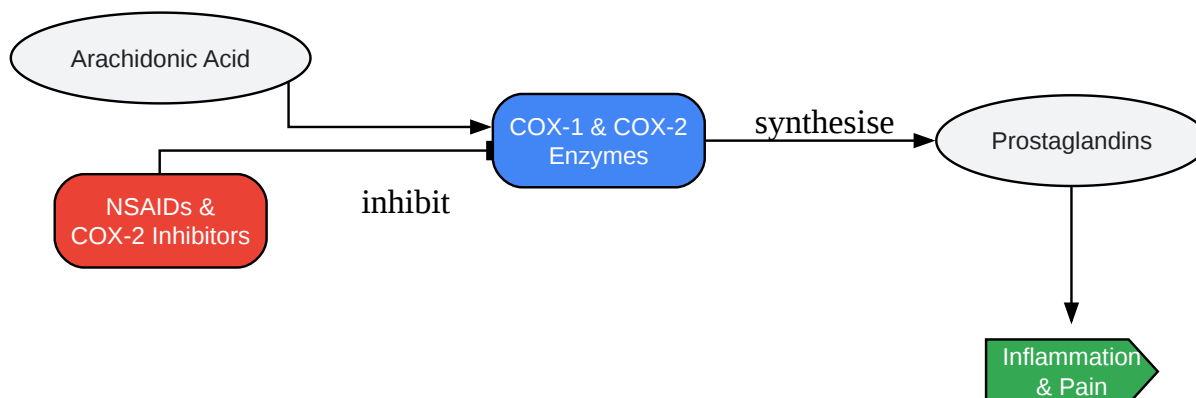 Arachidonic Acid
COX-1 & COX-2
Enzymes
synthesise
Prostaglandins
inhibit
NSAIDs &
COX-2 Inhibitors
Inflammation
& Pain